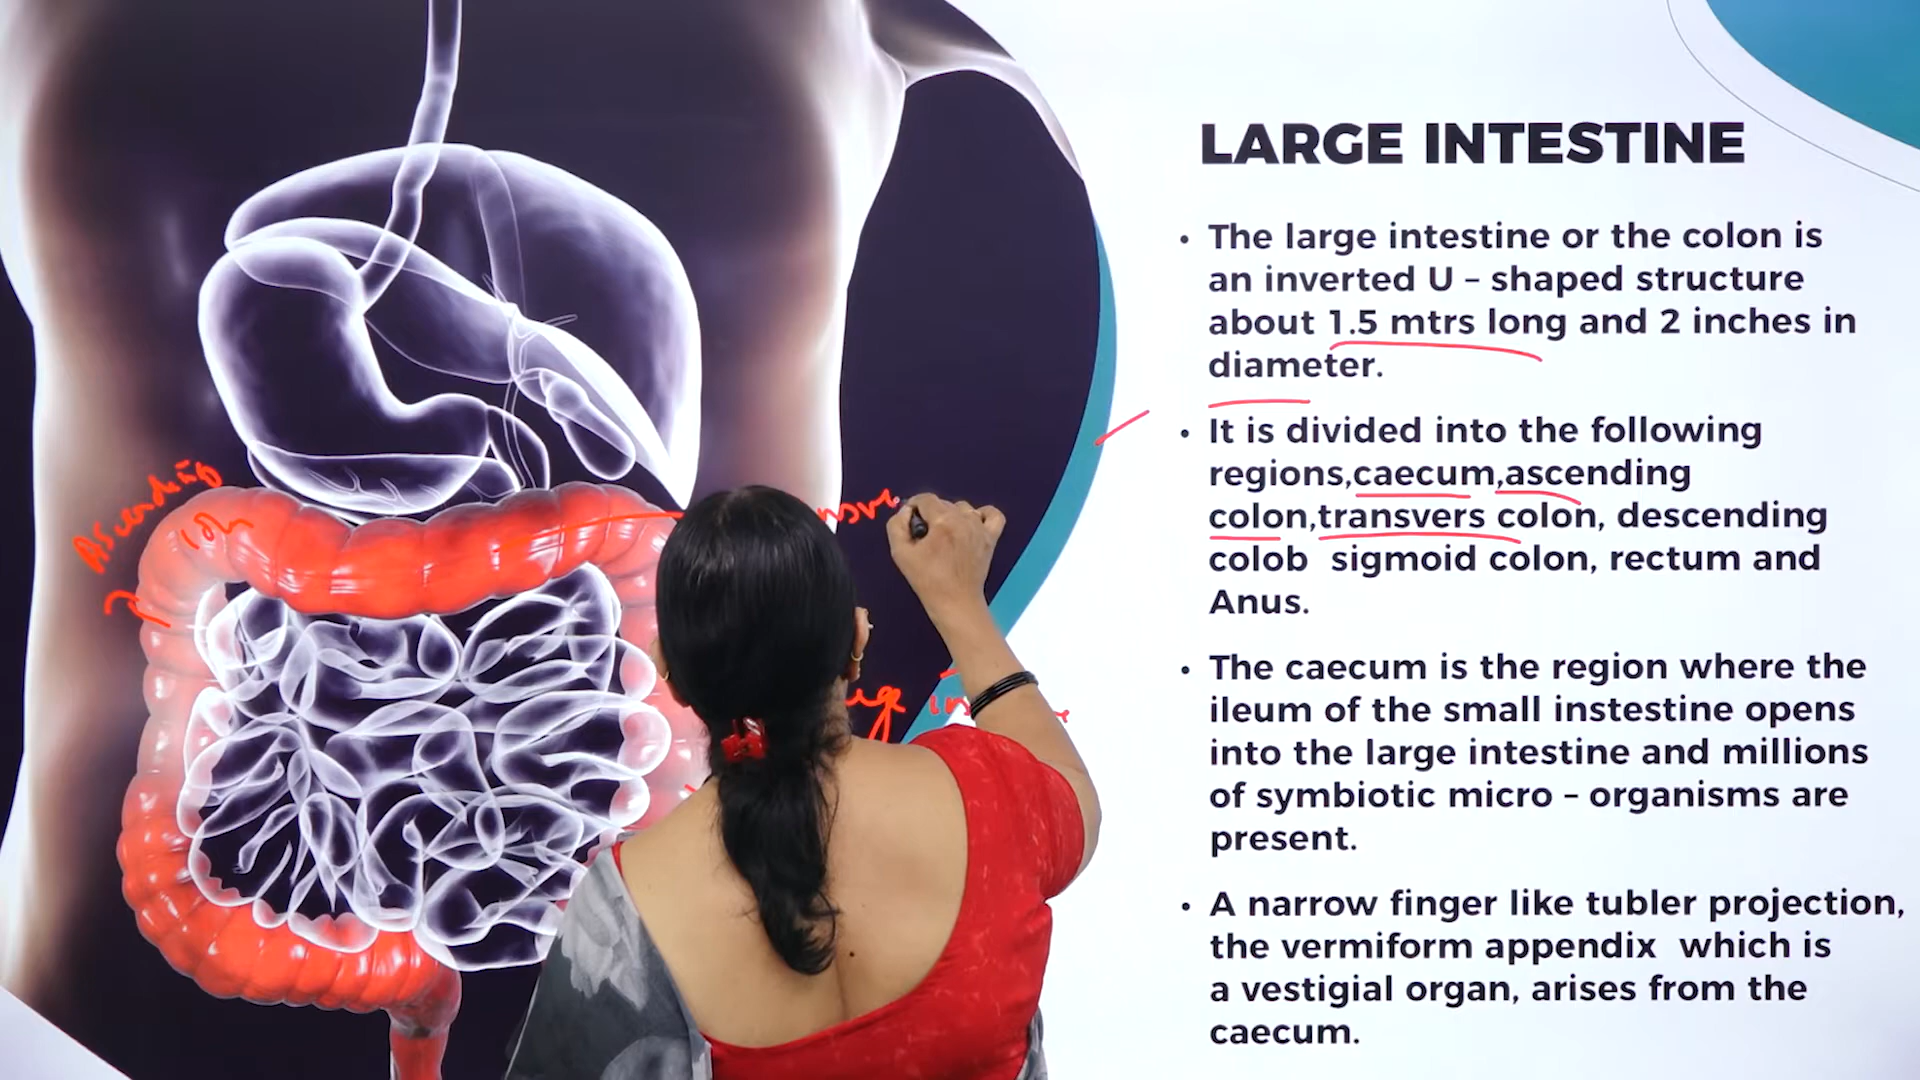 LARGE INTESTINE
• The large intestine or the colon is
an inverted U – shaped structure
about 1.5 mtrs long and 2 inches in
diameter.
• It is divided into the following
regions,caecum,ascending
colon,transvers colon, descending
colob sigmoid colon, rectum and
Anus.
• The caecum is the region where the
ileum of the small instestine opens
into the large intestine and millions
of symbiotic micro – organisms are
present.
• A narrow finger like tubler projection,
the vermiform appendix which is
a vestigial organ, arises from the
caecum.
Ascending